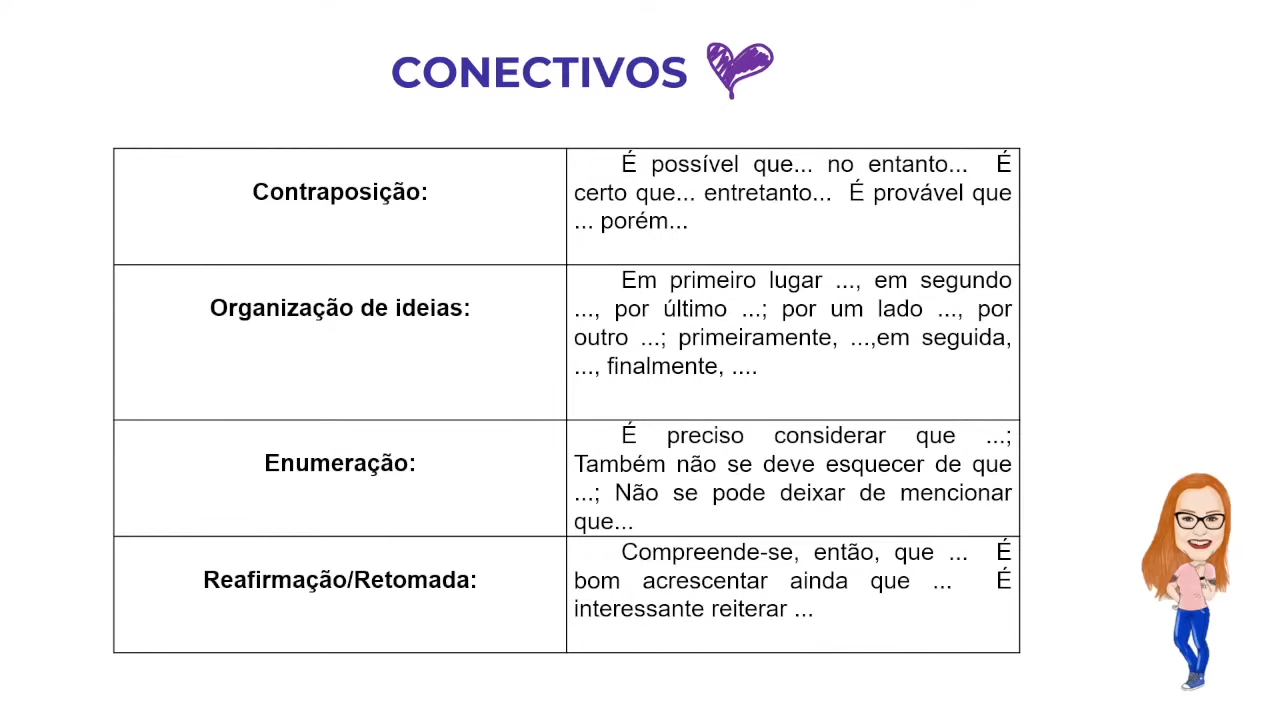 CONECTIVOS
Contraposição:
É possível que... no entanto... É
certo que... entretanto... É provável que
... porém...
Organização de ideias:
Em primeiro lugar ..., em segundo
..., por último ...; por um lado ..., por
outro ...; primeiramente, ...,em seguida,
..., finalmente, ....
Enumeração:
É preciso considerar que ...;
Também não se deve esquecer de que
...; Não se pode deixar de mencionar
que...
Reafirmação/Retomada:
Compreende-se, então, que ... É
bom acrescentar ainda que ... É
interessante reiterar ...